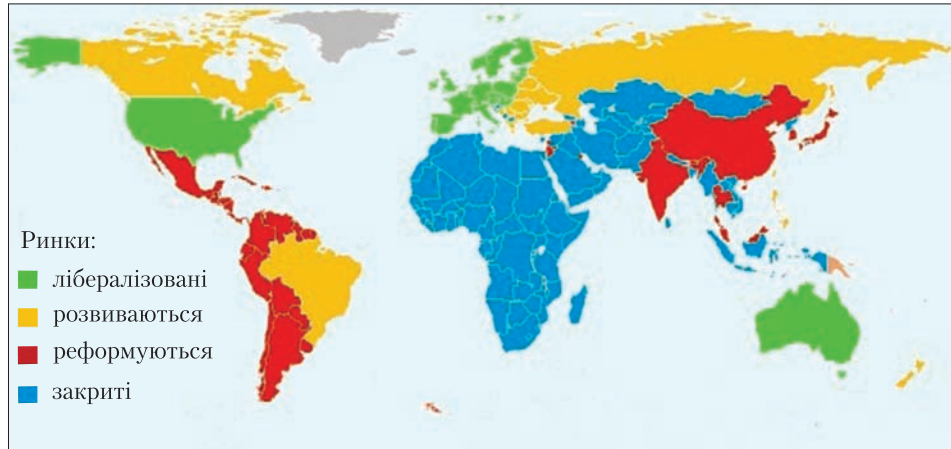 Ринки:
лібералізовані
розвиваються
реформуються
закриті